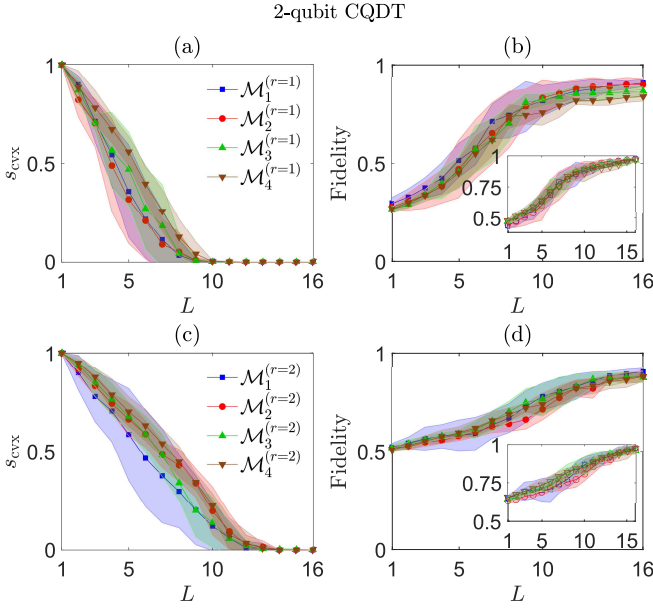 2-qubit CQDT
(a)
1
0.5
0
s_cvx
1 5 10 16
L
M_1^(r=1)
M_2^(r=1)
M_3^(r=1)
M_4^(r=1)
(b)
1
0.5
0
Fidelity
1 5 10 16
L
1
0.75
0.5
1 5 10 15
(c)
1
0.5
0
s_cvx
1 5 10 16
L
M_1^(r=2)
M_2^(r=2)
M_3^(r=2)
M_4^(r=2)
(d)
1
0.5
0
Fidelity
1 5 10 16
L
1
0.75
0.5
1 5 10 15